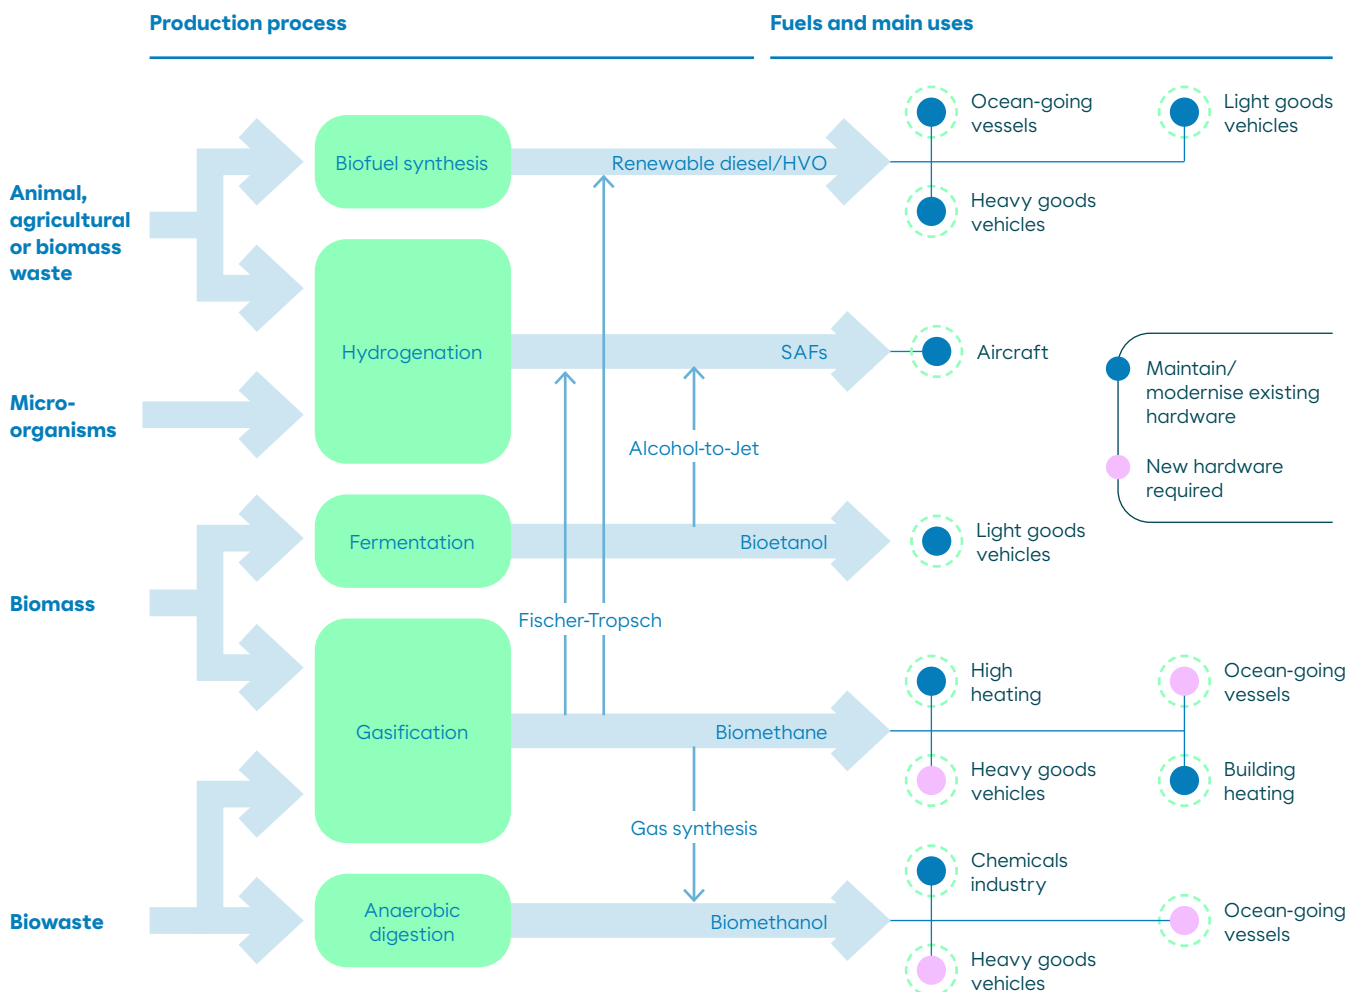 Production process
Fuels and main uses
Animal,
agricultural
or biomass
waste
Micro-
organisms
Biomass
Biowaste
Biofuel synthesis
Hydrogenation
Fermentation
Gasification
Anaerobic
digestion
Renewable diesel/HVO
SAFs
Alcohol-to-Jet
Bioetanol
Fischer-Tropsch
Biomethane
Gas synthesis
Biomethanol
Ocean-going
vessels
Light goods
vehicles
Heavy goods
vehicles
Aircraft
Maintain/
modernise existing
hardware
New hardware
required
Light goods
vehicles
High
heating
Ocean-going
vessels
Heavy goods
vehicles
Building
heating
Chemicals
industry
Ocean-going
vessels
Heavy goods
vehicles